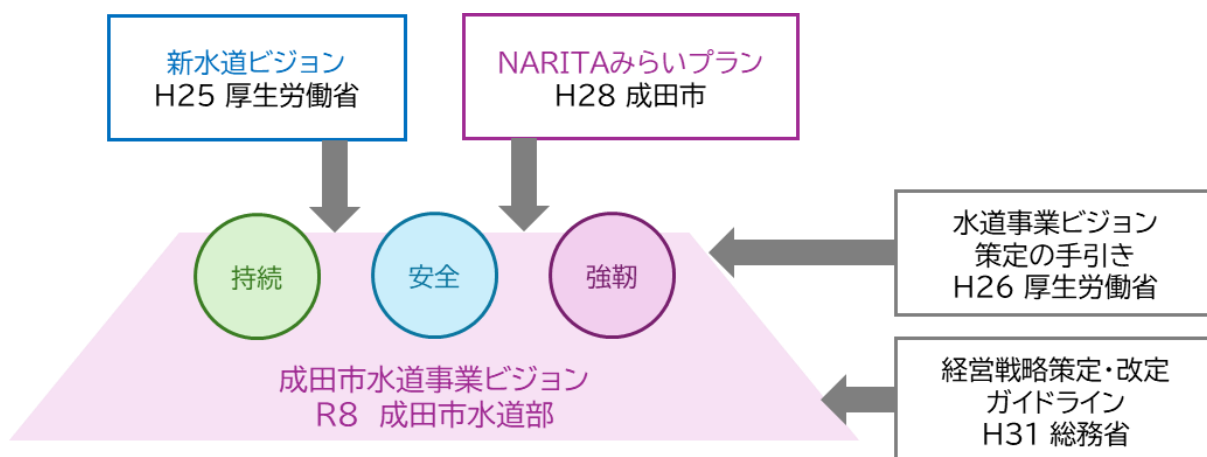 新水道ビジョン
H25 厚生労働省
NARITAみらいプラン
H28 成田市
持続
安全
強靭
水道事業ビジョン
策定の手引き
H26 厚生労働省
成田市水道事業ビジョン
R8 成田市水道部
経営戦略策定・改定
ガイドライン
H31 総務省